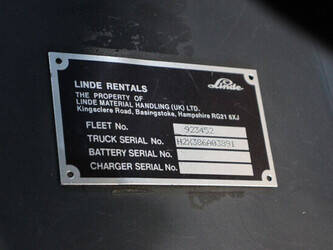 LINDE RENTALS
Linde
THE PROPERTY OF
LINDE MATERIAL HANDLING (UK) LTD.
Kingsclere Road, Basingstoke, Hampshire RG21 6XJ
FLEET No. 923452
TRUCK SERIAL No. H2X386A03891
BATTERY SERIAL No.
CHARGER SERIAL No.